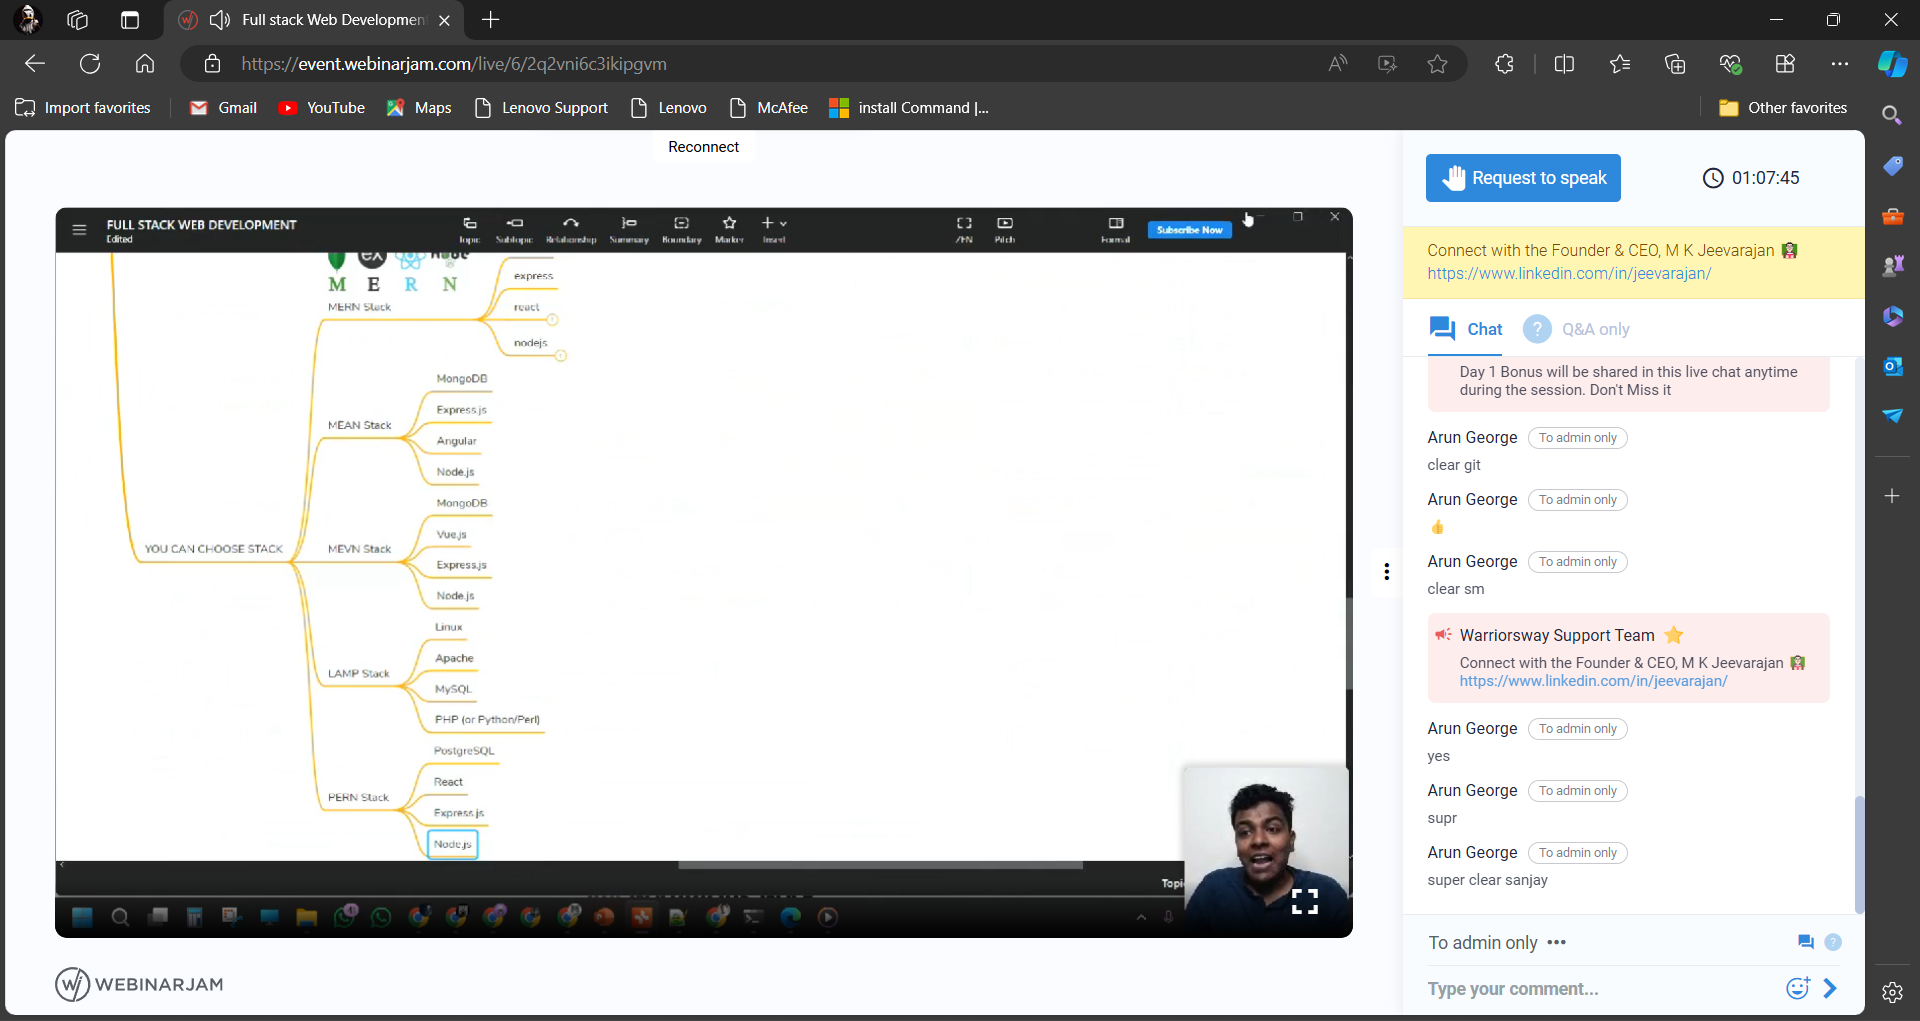 Full stack Web Developmen
https://event.webinarjam.com/live/6/2q2vni6c3ikipgvm
Import favorites
Gmail
YouTube
Maps
Lenovo Support
Lenovo
McAfee
install Command |...
Other favorites
Reconnect
FULL STACK WEB DEVELOPMENT
Edited
Topic
Subtopic
Relationship
Summary
Boundary
Marker
Insert
ZEN
Pitch
Format
Subscribe Now
M E R N
MERN Stack
express
react
nodejs
MEAN Stack
MongoDB
Express.js
Angular
Node.js
YOU CAN CHOOSE STACK
MEVN Stack
MongoDB
Vue.js
Express.js
Node.js
LAMP Stack
Linux
Apache
MySQL
PHP (or Python/Perl)
PERN Stack
PostgreSQL
React
Express.js
Node.js
Topi
WEBINARJAM
Request to speak
01:07:45
Connect with the Founder & CEO, M K Jeevarajan
https://www.linkedin.com/in/jeevarajan/
Chat
Q&A only
Day 1 Bonus will be shared in this live chat anytime
during the session. Don't Miss it
Arun George To admin only
clear git
Arun George To admin only
👍
Arun George To admin only
clear sm
Warriorsway Support Team
Connect with the Founder & CEO, M K Jeevarajan
https://www.linkedin.com/in/jeevarajan/
Arun George To admin only
yes
Arun George To admin only
supr
Arun George To admin only
super clear sanjay
To admin only
Type your comment...